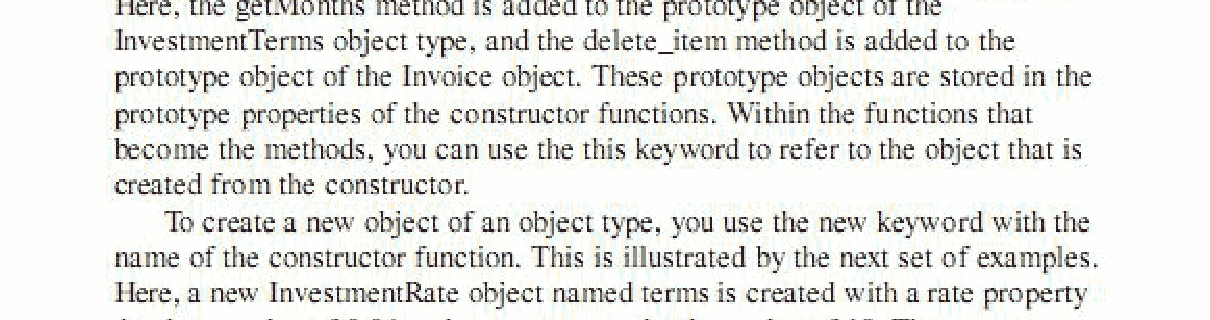 Here, the getMonths method is added to the prototype object of the
InvestmentTerms object type, and the delete_item method is added to the
prototype object of the Invoice object. These prototype objects are stored in the
prototype properties of the constructor functions. Within the functions that
become the methods, you can use the this keyword to refer to the object that is
created from the constructor.
To create a new object of an object type, you use the new keyword with the
name of the constructor function. This is illustrated by the next set of examples.
Here, a new InvestmentRate object named terms is created with a rate property